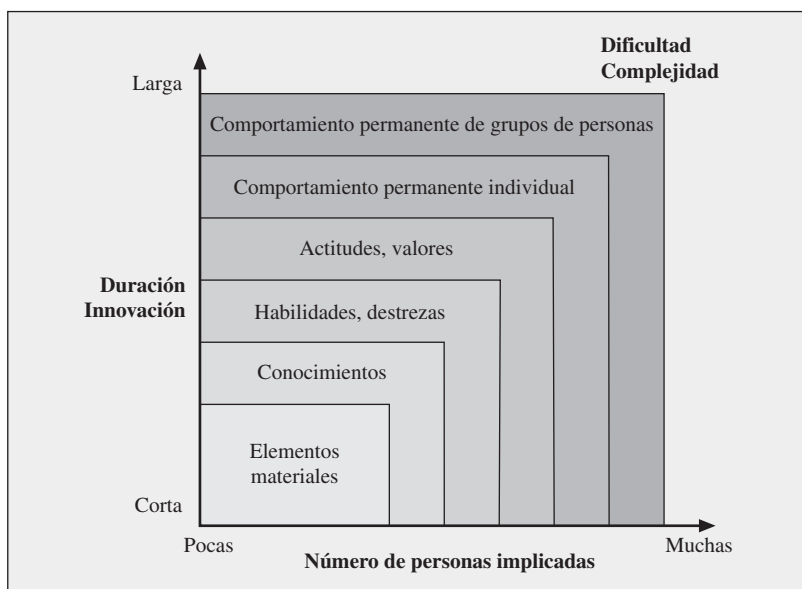 Dificultad
Complejidad
Larga
Comportamiento permanente de grupos de personas
Comportamiento permanente individual
Actitudes, valores
Duración
Innovación
Habilidades, destrezas
Conocimientos
Elementos
materiales
Corta
Pocas
Número de personas implicadas
Muchas